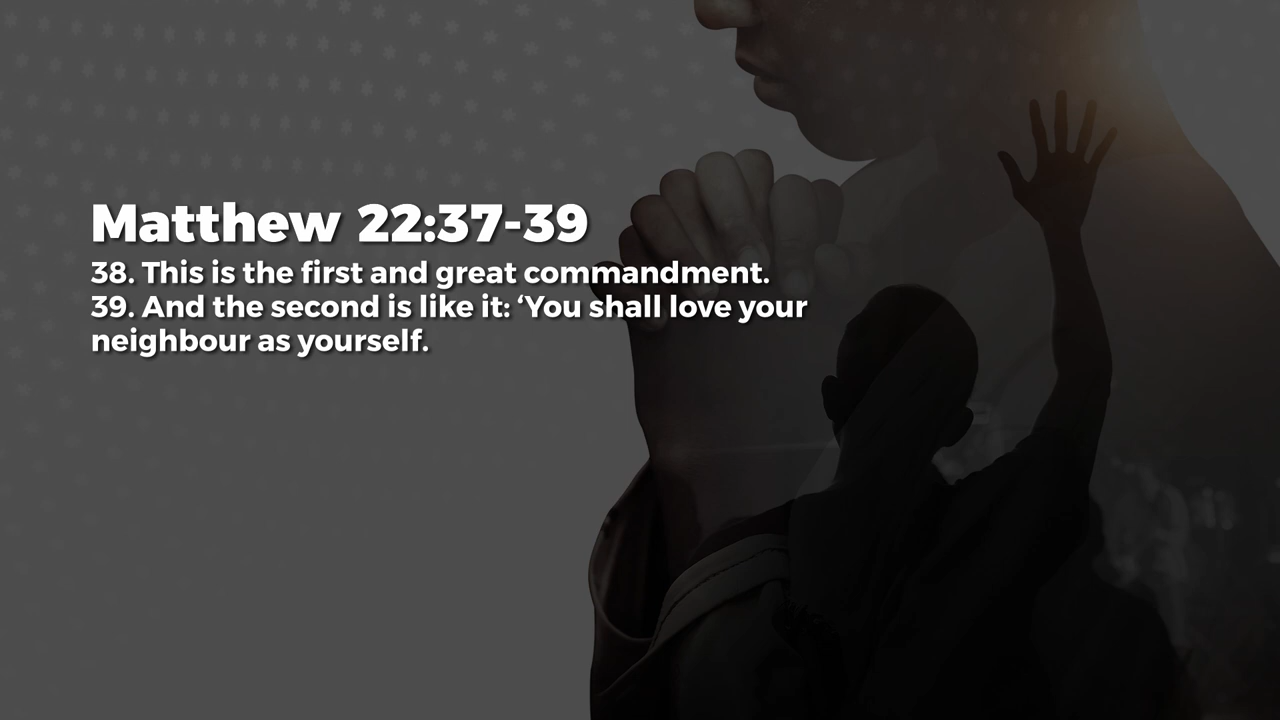 Matthew 22:37-39
38. This is the first and great commandment.
39. And the second is like it: ‘You shall love your
neighbour as yourself.